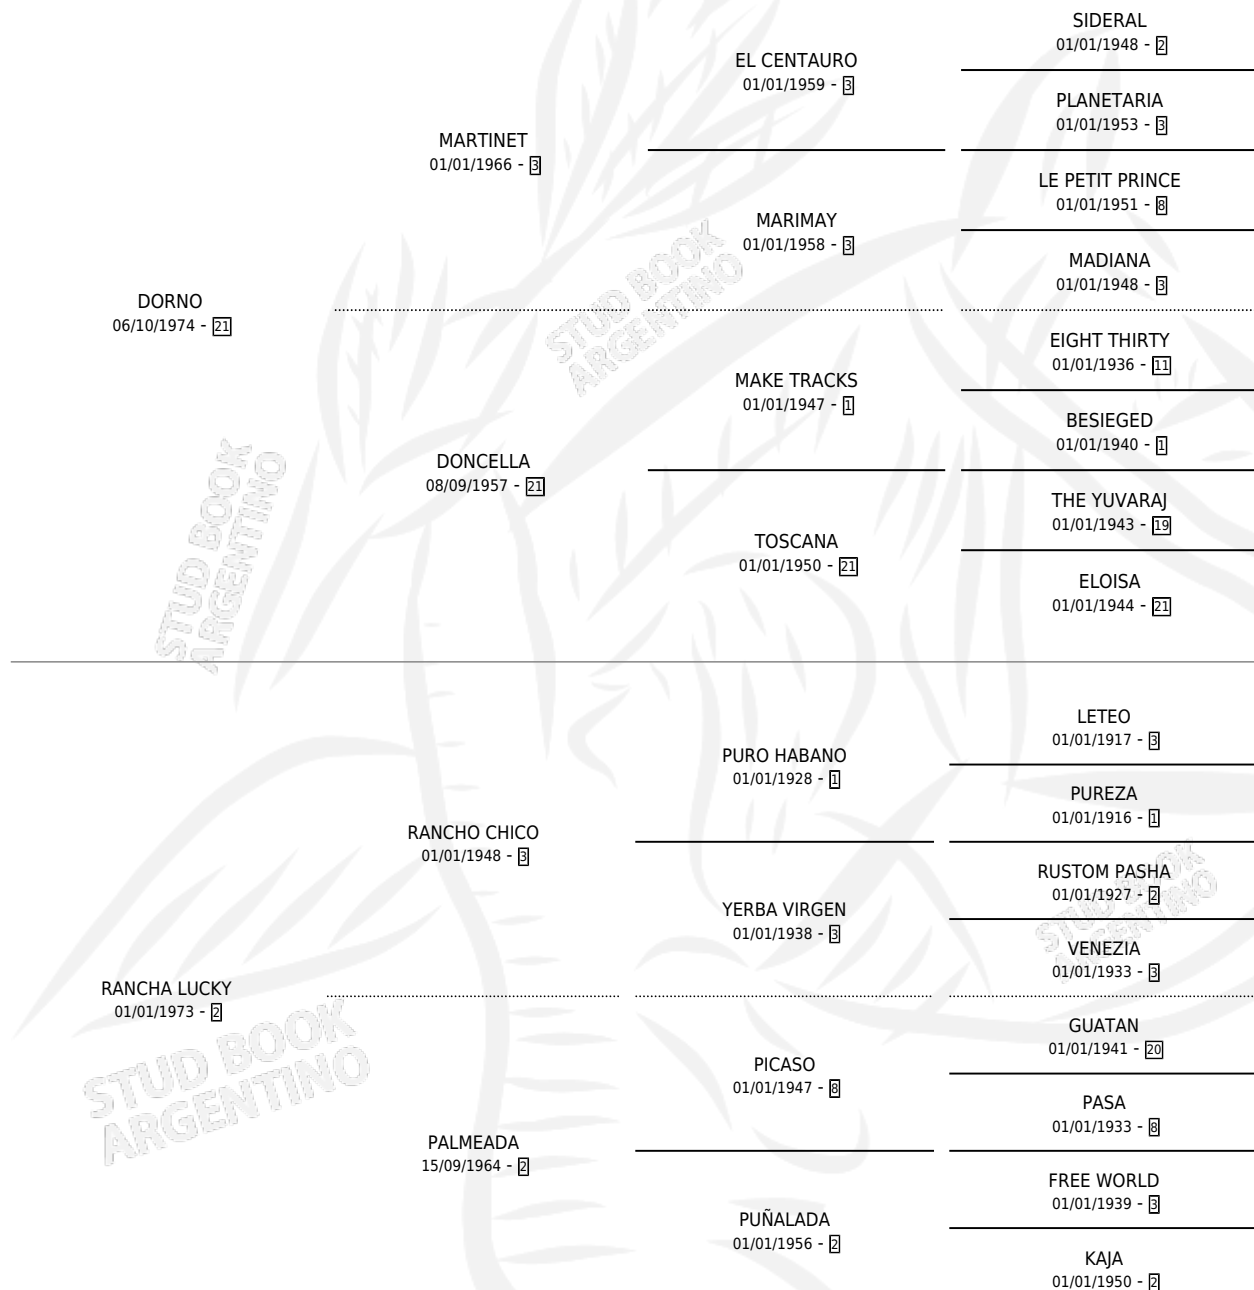 SIDERAL
01/01/1948 - 2
EL CENTAURO
01/01/1959 - 3
PLANETARIA
01/01/1953 - 3
MARTINET
01/01/1966 - 3
LE PETIT PRINCE
01/01/1951 - 8
MARIMAY
01/01/1958 - 3
MADIANA
01/01/1948 - 3
DORNO
06/10/1974 - 21
EIGHT THIRTY
01/01/1936 - 11
MAKE TRACKS
01/01/1947 - 1
BESIEGED
01/01/1940 - 1
DONCELLA
08/09/1957 - 21
THE YUVARAJ
01/01/1943 - 19
TOSCANA
01/01/1950 - 21
ELOISA
01/01/1944 - 21
STUD BOOK
ARGENTINO
STUD BOOK
ARGENTINO
LETEO
01/01/1917 - 3
PURO HABANO
01/01/1928 - 1
PUREZA
01/01/1916 - 1
RANCHO CHICO
01/01/1948 - 3
RUSTOM PASHA
01/01/1927 - 2
YERBA VIRGEN
01/01/1938 - 3
VENEZIA
01/01/1933 - 3
STUD BOOK
ARGENTINO
RANCHA LUCKY
01/01/1973 - 2
GUATAN
01/01/1941 - 20
PICASO
01/01/1947 - 8
PASA
01/01/1933 - 8
STUD BOOK
ARGENTINO
PALMEADA
15/09/1964 - 2
FREE WORLD
01/01/1939 - 3
PUÑALADA
01/01/1956 - 2
KAJA
01/01/1950 - 2